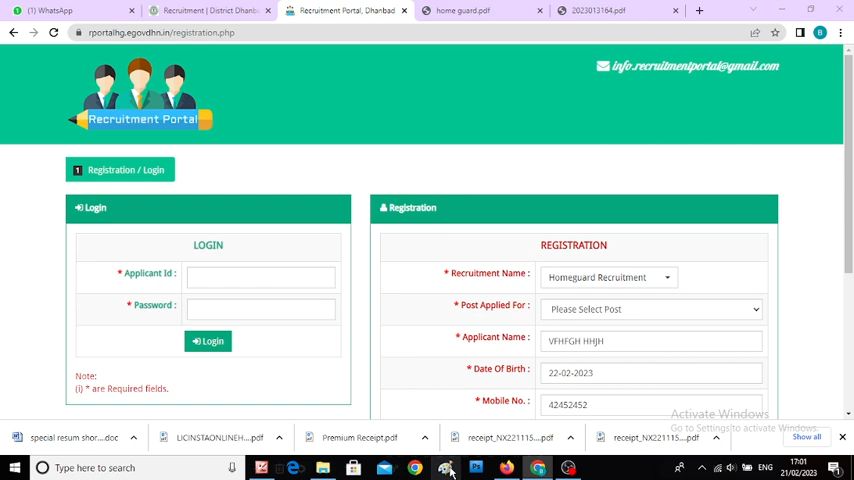 (1) WhatsApp
Recruitment | District Dhanb
Recruitment Portal, Dhanbad
home guard.pdf
2023013164.pdf
rportalhg.egovdhn.in/registration.php
B
info.recruitmentportal@gmail.com
Recruitment Portal
1 Registration / Login
Login
Registration
LOGIN
REGISTRATION
* Applicant Id :
* Recruitment Name :
Homeguard Recruitment
* Password :
* Post Applied For :
Please Select Post
Login
* Applicant Name :
VFHFGH HHJH
* Date Of Birth :
22-02-2023
Note:
(i) * are Required fields.
* Mobile No. :
42452452
Activate Windows
Go to Settings to activate Windows.
special resum shor....doc
LICINSTAONLINEH....pdf
Premium Receipt.pdf
receipt_NX221115....pdf
receipt_NX221115....pdf
Show all
Type here to search
Ps
ENG
17:01
21/02/2023